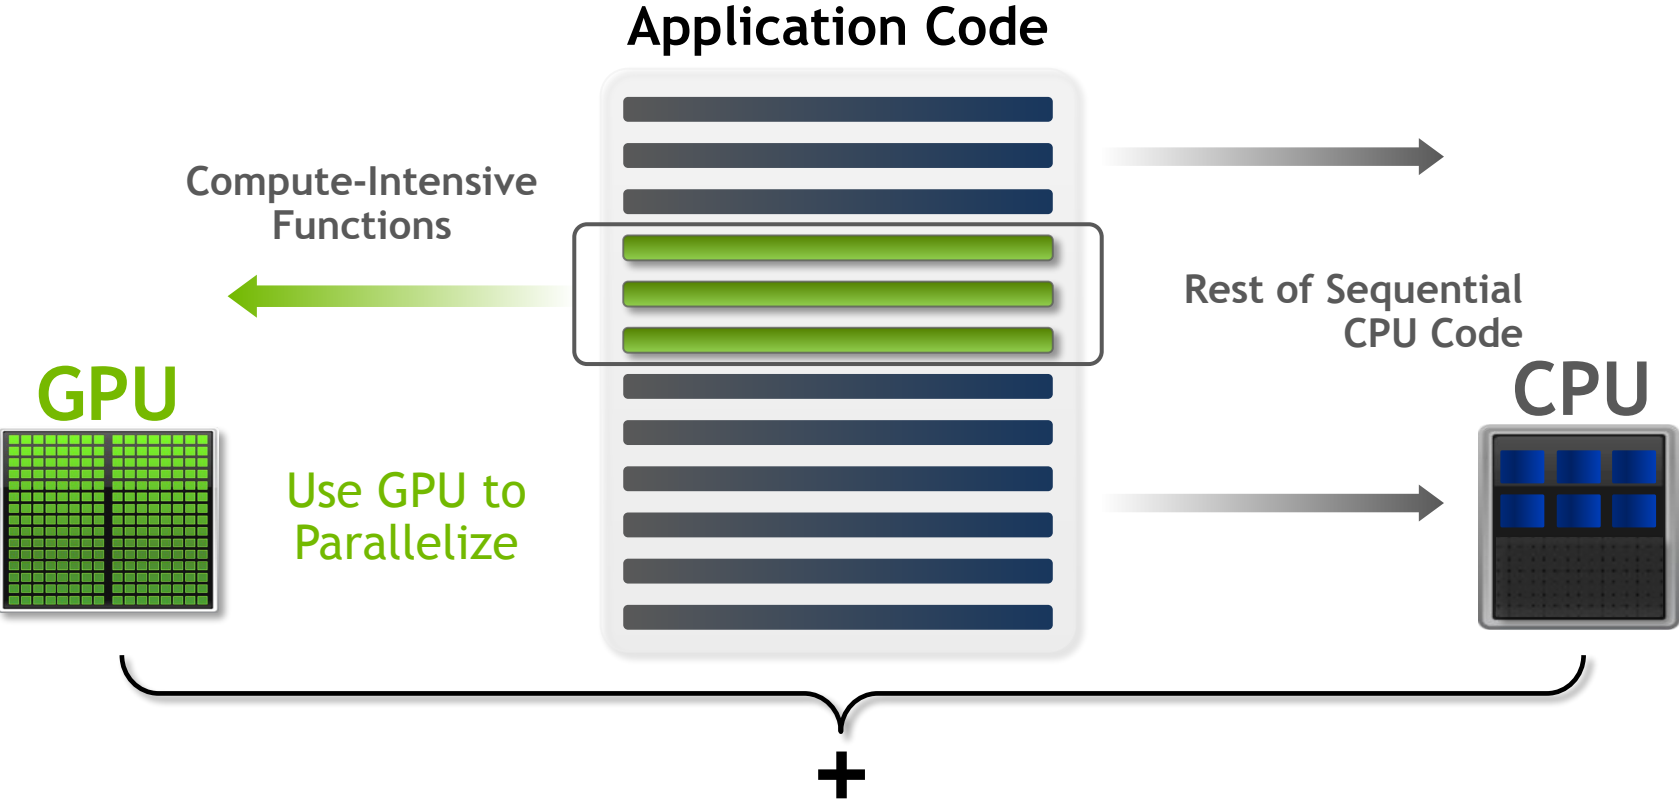 Application Code
Compute-Intensive
Functions
Rest of Sequential
CPU Code
GPU
CPU
Use GPU to
Parallelize
+